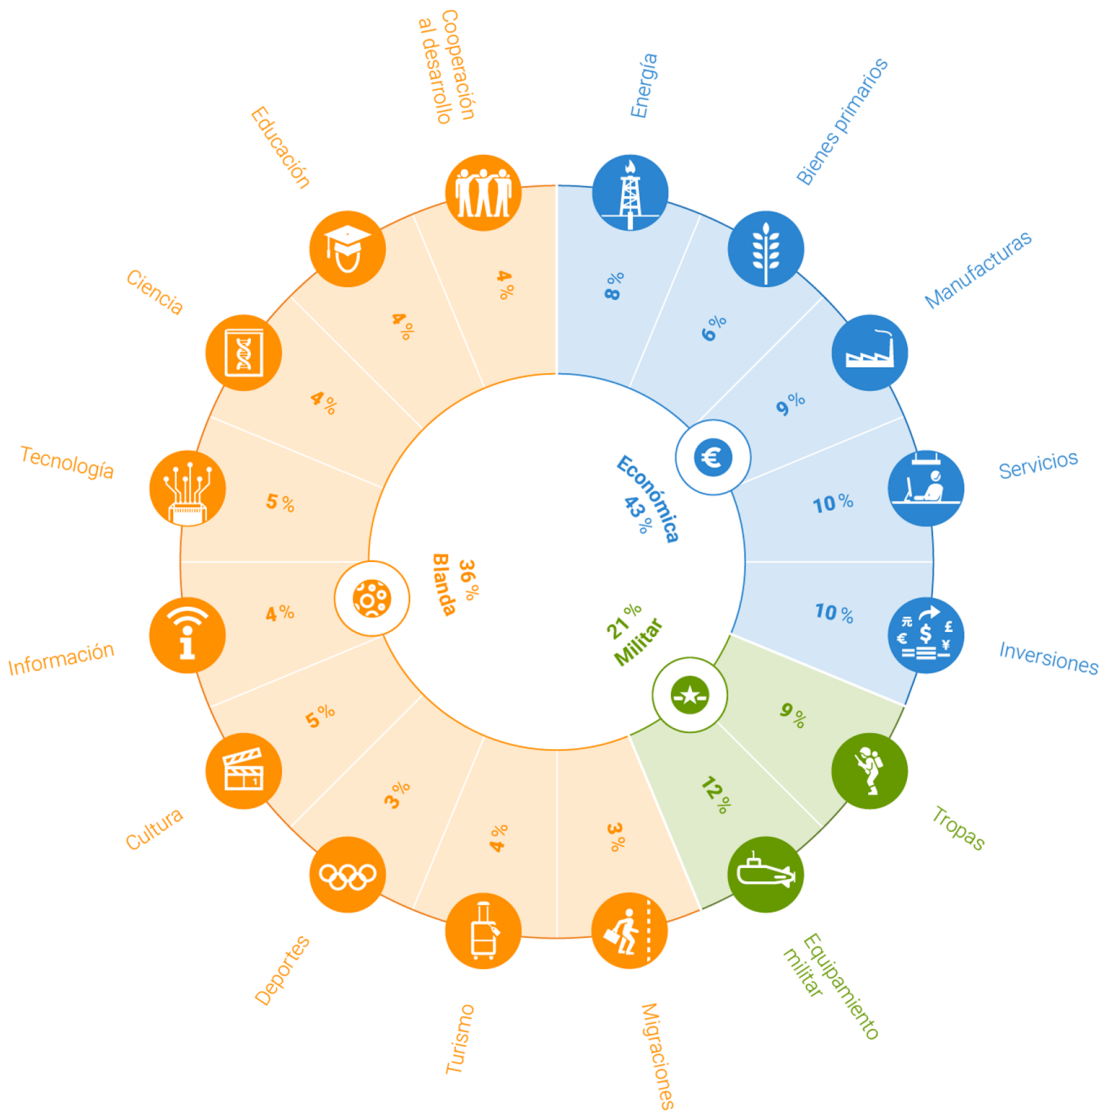 Cooperación
al desarrollo
4%
Energía
8%
Bienes primarios
6%
Manufacturas
9%
Servicios
10%
Inversiones
元
€
$
£
¥
10%
Tropas
9%
Equipamiento
militar
12%
Migraciones
3%
Turismo
4%
Deportes
3%
Cultura
1
5%
Información
i
4%
Tecnología
5%
Ciencia
4%
Educación
4%
€
Económica
43%
21%
Militar
36%
Blanda